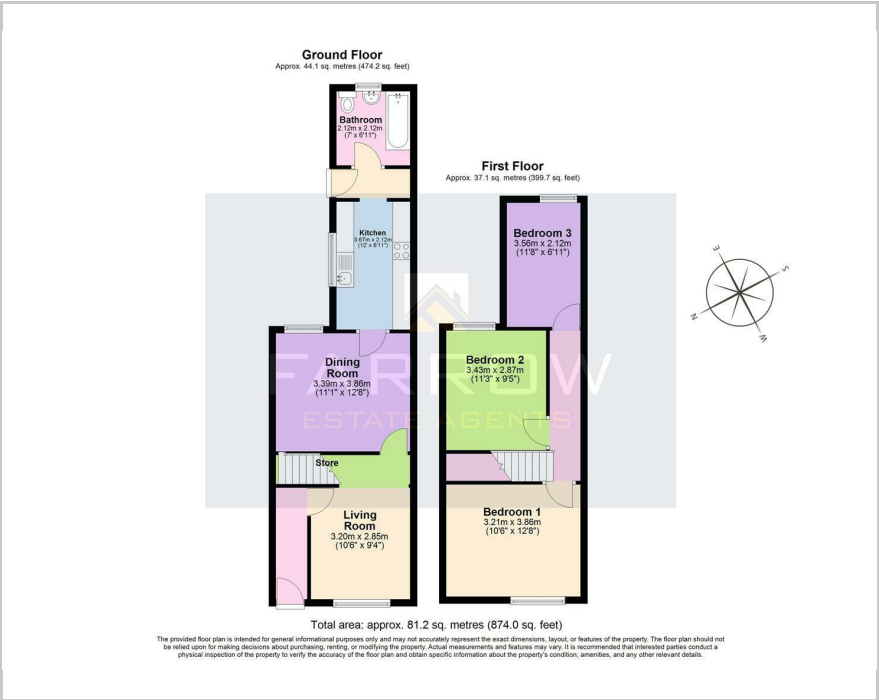 Ground Floor
Approx. 44.1 sq. metres (474.2 sq. feet)
Bathroom
2.12m x 2.12m
(7' x 6'11")
Kitchen
3.67m x 2.12m
(12' x 6'11")
Dining
Room
3.39m x 3.86m
(11'1" x 12'8")
Store
Living
Room
3.20m x 2.85m
(10'6" x 9'4")
First Floor
Approx. 37.1 sq. metres (399.7 sq. feet)
Bedroom 3
3.56m x 2.12m
(11'8" x 6'11")
Bedroom 2
3.43m x 2.87m
(11'3" x 9'5")
Bedroom 1
3.21m x 3.86m
(10'6" x 12'8")
E
S
N
W
FARROW
ESTATE AGENTS
Total area: approx. 81.2 sq. metres (874.0 sq. feet)
The provided floor plan is intended for general informational purposes only and may not accurately represent the exact dimensions, layout, or features of the property. The floor plan should not
be relied upon for making decisions about purchasing, renting, or modifying the property. Actual measurements and features may vary. It is recommended that interested parties conduct a
physical inspection of the property to verify the accuracy of the floor plan and obtain specific information about the property's condition, amenities, and any other relevant details.